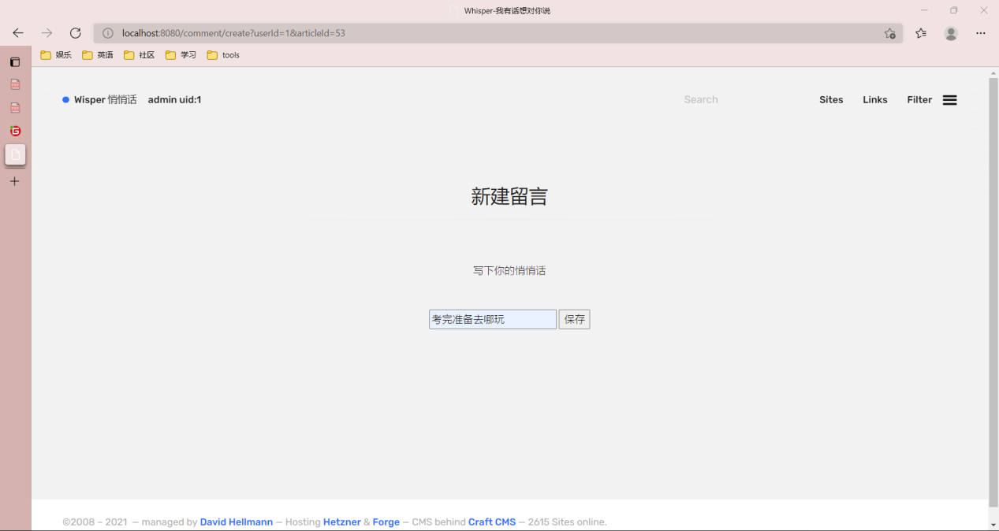 Whisper-我有话想对你说
localhost:8080/comment/create?userId=1&articleId=53
娱乐 英语 社区 学习 tools
Wisper 悄悄话 admin uid:1 Search Sites Links Filter
新建留言
写下你的悄悄话
考完准备去哪玩 保存
©2008 – 2021 — managed by David Hellmann — Hosting Hetzner & Forge — CMS behind Craft CMS — 2615 Sites online.